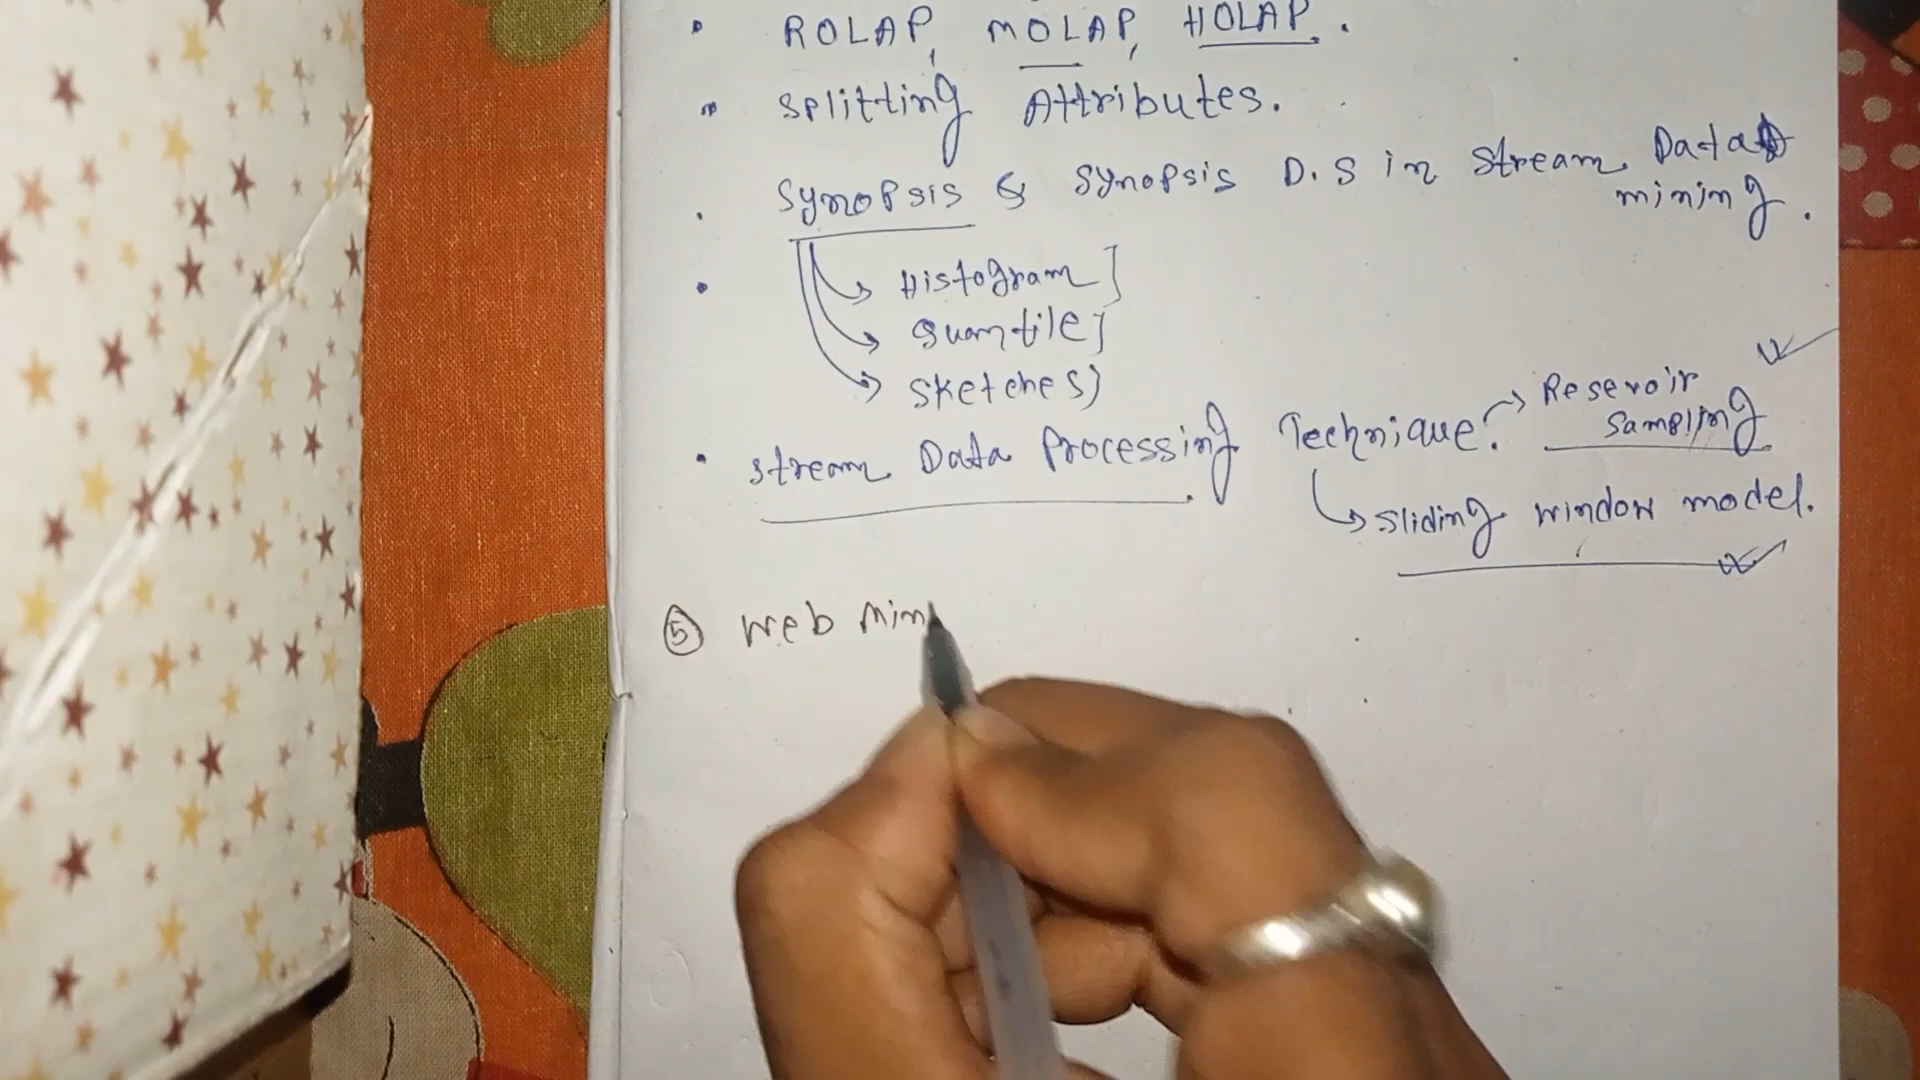 • ROLAP, MOLAP, HOLAP.
• Splitting Attributes.
. Synopsis & Synopsis D.S in Stream Data
mining.
• → Histogram ]
→ Quantile ]
→ Sketches )
• Stream Data Processing Technique. → Reservoir
Sampling
↳ Sliding window model.
⑤ Web Min